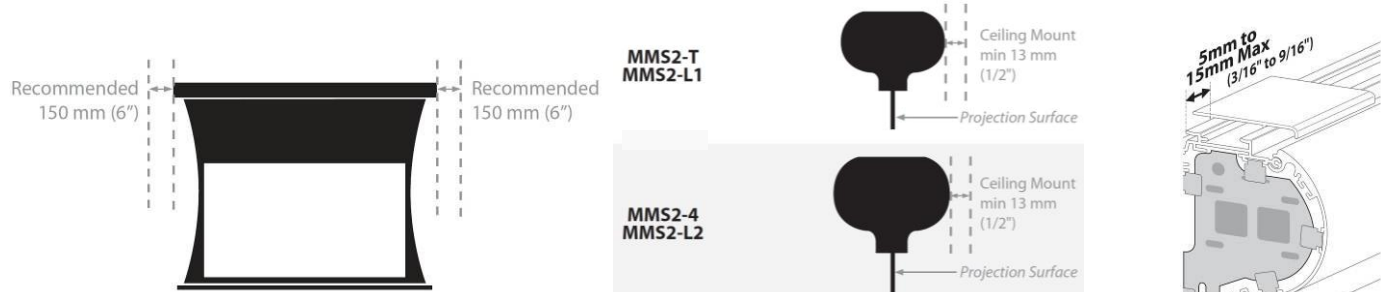 Recommended
150 mm (6”)
Recommended
150 mm (6”)
MMS2-T
MMS2-L1
Ceiling Mount
min 13 mm
(1/2")
Projection Surface
MMS2-4
MMS2-L2
Ceiling Mount
min 13 mm
(1/2")
Projection Surface
5mm to
15mm Max
(3/16" to 9/16")